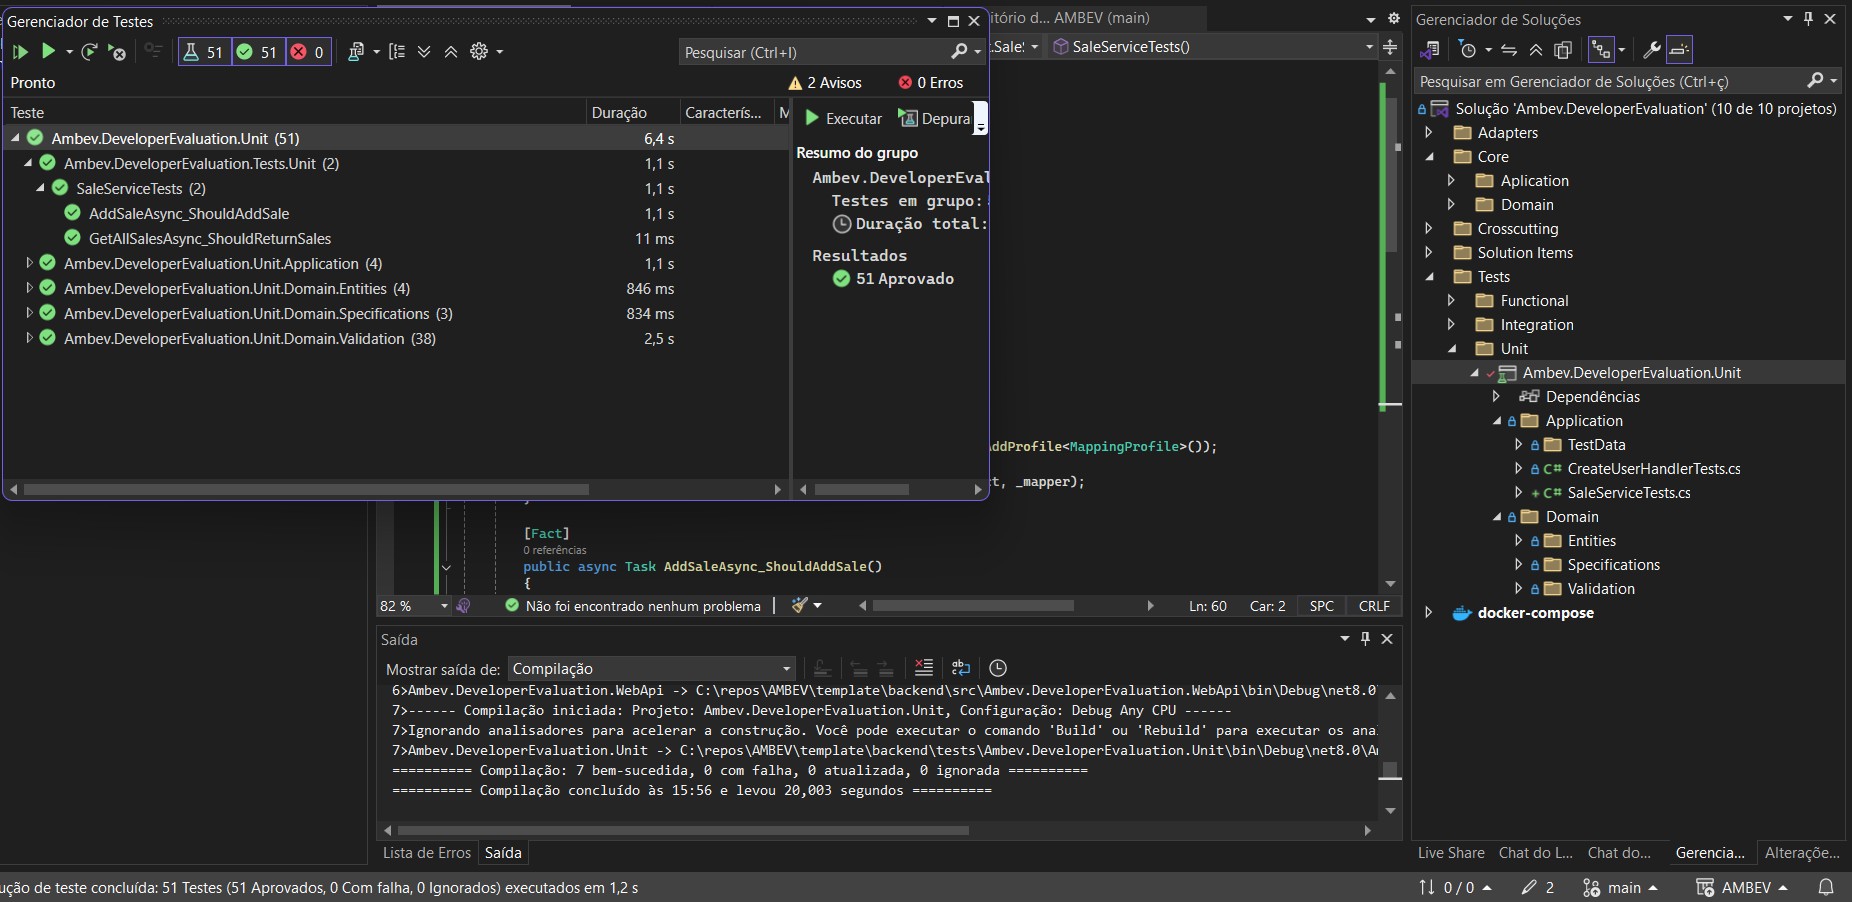 Gerenciador de Testes
51 51 0
Pesquisar (Ctrl+I)
Pronto
2 Avisos 0 Erros
Teste Duração Caracterís... M
Ambev.DeveloperEvaluation.Unit (51) 6,4 s
Ambev.DeveloperEvaluation.Tests.Unit (2) 1,1 s
SaleServiceTests (2) 1,1 s
AddSaleAsync_ShouldAddSale 1,1 s
GetAllSalesAsync_ShouldReturnSales 11 ms
Ambev.DeveloperEvaluation.Unit.Application (4) 1,1 s
Ambev.DeveloperEvaluation.Unit.Domain.Entities (4) 846 ms
Ambev.DeveloperEvaluation.Unit.Domain.Specifications (3) 834 ms
Ambev.DeveloperEvaluation.Unit.Domain.Validation (38) 2,5 s
Executar Depura
Resumo do grupo
Ambev.DeveloperEval
Testes em grupo:
Duração total:
Resultados
51 Aprovado
itório d... AMBEV (main)
t.Sale SaleServiceTests()
AddProfile<MappingProfile>());
t, _mapper);
}
[Fact]
0 referências
public async Task AddSaleAsync_ShouldAddSale()
{
82 % Não foi encontrado nenhum problema Ln: 60 Car: 2 SPC CRLF
Saída
Mostrar saída de: Compilação
6>Ambev.DeveloperEvaluation.WebApi -> C:\repos\AMBEV\template\backend\src\Ambev.DeveloperEvaluation.WebApi\bin\Debug\net8.0\
7>------ Compilação iniciada: Projeto: Ambev.DeveloperEvaluation.Unit, Configuração: Debug Any CPU ------
7>Ignorando analisadores para acelerar a construção. Você pode executar o comando 'Build' ou 'Rebuild' para executar os ana
7>Ambev.DeveloperEvaluation.Unit -> C:\repos\AMBEV\template\backend\tests\Ambev.DeveloperEvaluation.Unit\bin\Debug\net8.0\A
========== Compilação: 7 bem-sucedida, 0 com falha, 0 atualizada, 0 ignorada ==========
========== Compilação concluído às 15:56 e levou 20,003 segundos ==========
Lista de Erros Saída
Gerenciador de Soluções
Pesquisar em Gerenciador de Soluções (Ctrl+ç)
Solução 'Ambev.DeveloperEvaluation' (10 de 10 projetos)
Adapters
Core
Aplication
Domain
Crosscutting
Solution Items
Tests
Functional
Integration
Unit
Ambev.DeveloperEvaluation.Unit
Dependências
Application
TestData
C# CreateUserHandlerTests.cs
C# SaleServiceTests.cs
Domain
Entities
Specifications
Validation
docker-compose
Live Share Chat do L... Chat do... Gerencia... Alteraçõe...
ução de teste concluída: 51 Testes (51 Aprovados, 0 Com falha, 0 Ignorados) executados em 1,2 s
0 / 0 2 main AMBEV